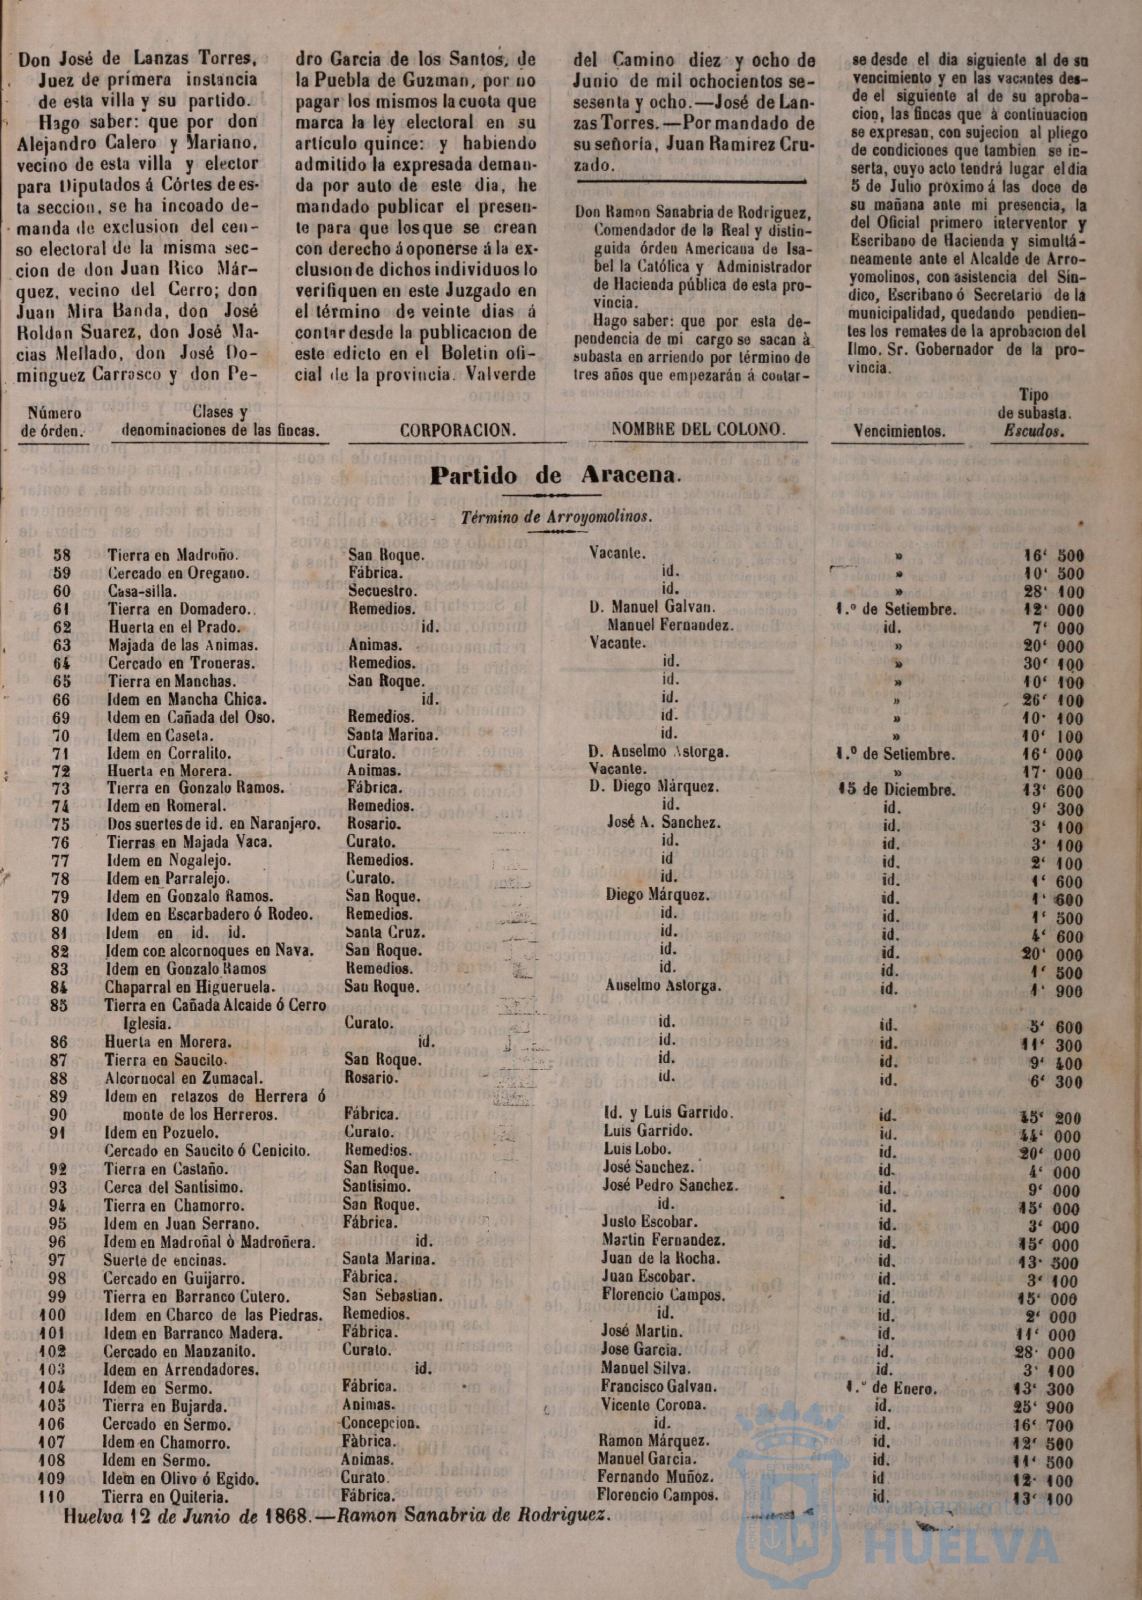 Don José de Lanzas Torres,
Juez de primera instancia
de esta villa y su partido.
Hago saber: que por don
Alejandro Calero y Mariano,
vecino de esta villa y elector
para Diputados á Córtes de es-
ta seccion, se ha incoado de-
manda de exclusion del cen-
so electoral de la misma sec-
cion de don Juan Rico Már-
quez, vecino del Cerro; don
Juan Mira Banda, don José
Roldan Suarez, don José Ma-
cias Mellado, don José Do-
minguez Carrasco y don Pe-
dro Garcia de los Santos, de
la Puebla de Guzman, por no
pagar los mismos la cuota que
marca la ley electoral en su
artículo quince: y habiendo
admitido la expresada deman-
da por auto de este dia, he
mandado publicar el presen-
te para que los que se crean
con derecho á oponerse á la ex-
clusion de dichos individuos lo
verifiquen en este Juzgado en
el término de veinte dias á
contar desde la publicacion de
este edicto en el Boletin ofi-
cial de la provincia. Valverde
del Camino diez y ocho de
Junio de mil ochocientos se-
sesenta y ocho.—José de Lan-
zas Torres.—Por mandado de
su señoría, Juan Ramirez Cru-
zado.
Don Ramon Sanabria de Rodriguez,
Comendador de la Real y distin-
guida órden Americana de Isa-
bel la Católica y Administrador
de Hacienda pública de esta pro-
vincia.
Hago saber: que por esta de-
pendencia de mi cargo se sacan à
subasta en arriendo por término de
tres años que empezarán á contar-
se desde el dia siguiente al de su
vencimiento y en las vacantes des-
de el siguiente al de su aproba-
cion, las fincas que à continuacion
se expresan, con sujecion al pliego
de condiciones que tambien se in-
serta, cuyo acto tendrá lugar el dia
5 de Julio próximo á las doce de
su mañana ante mi presencia, la
del Oficial primero interventor y
Escribano de Hacienda y simultá-
neamente ante el Alcalde de Arro-
yomolinos, con asistencia del Sín-
dico, Escribano ó Secretario de la
municipalidad, quedando pendien-
tes los remates de la aprobacion del
Ilmo. Sr. Gobernador de la pro-
vincia.
Número de órden. Clases y denominaciones de las fincas. CORPORACION. NOMBRE DEL COLONO. Vencimientos. Tipo de subasta. Escudos.
Partido de Aracena.
Término de Arroyomolinos.
58 Tierra en Madroño. San Roque. Vacante. » 16‘ 500
59 Cercado en Oregano. Fábrica. id. » 10‘ 500
60 Casa-silla. Secuestro. id. » 28‘ 100
61 Tierra en Domadero. Remedios. D. Manuel Galvan. 1.º de Setiembre. 12‘ 000
62 Huerta en el Prado. id. Manuel Fernandez. id. 7‘ 000
63 Majada de las Animas. Animas. Vacante. » 20‘ 000
64 Cercado en Troneras. Remedios. id. » 30‘ 100
65 Tierra en Manchas. San Roque. id. » 10‘ 100
66 Idem en Mancha Chica. id. id. » 26‘ 100
69 Idem en Cañada del Oso. Remedios. id. » 10‘ 100
70 Idem en Caseta. Santa Marina. id. » 10‘ 100
71 Idem en Corralito. Curato. D. Anselmo Astorga. 1.º de Setiembre. 16‘ 000
72 Huerta en Morera. Animas. Vacante. » 17‘ 000
73 Tierra en Gonzalo Ramos. Fábrica. D. Diego Márquez. 15 de Diciembre. 13‘ 600
74 Idem en Romeral. Remedios. id. id. 9‘ 300
75 Dos suertes de id. en Naranjero. Rosario. José A. Sanchez. id. 3‘ 100
76 Tierras en Majada Vaca. Curato. id. id. 3‘ 100
77 Idem en Nogalejo. Remedios. id id. 2‘ 100
78 Idem en Parralejo. Curato. id. id. 1‘ 600
79 Idem en Gonzalo Ramos. San Roque. Diego Márquez. id. 1‘ 600
80 Idem en Escarbadero ó Rodeo. Remedios. id. id. 1‘ 500
81 Idem en id. id. Santa Cruz. id. id. 4‘ 600
82 Idem con alcornoques en Nava. San Roque. id. id. 20‘ 000
83 Idem en Gonzalo Ramos Remedios. id. id. 1‘ 500
84 Chaparral en Higueruela. San Roque. Anselmo Astorga. id. 1‘ 900
85 Tierra en Cañada Alcaide ó Cerro
Iglesia. Curato. id. id. 5‘ 600
86 Huerta en Morera. id. id. id. 11‘ 300
87 Tierra en Saucito. San Roque. id. id. 9‘ 400
88 Alcornocal en Zumacal. Rosario. id. id. 6‘ 300
89 Idem en retazos de Herrera ó
90 monte de los Herreros. Fábrica. Id. y Luis Garrido. id. 45‘ 200
91 Idem en Pozuelo. Curato. Luis Garrido. id. 44‘ 000
Cercado en Saucito ó Cenicito. Remedios. Luis Lobo. id. 20‘ 000
92 Tierra en Castaño. San Roque. José Sanchez. id. 4‘ 000
93 Cerca del Santisimo. Santisimo. José Pedro Sanchez. id. 9‘ 000
94 Tierra en Chamorro. San Roque. id. id. 15‘ 000
95 Idem en Juan Serrano. Fábrica. Justo Escobar. id. 3‘ 000
96 Idem en Madroñal ò Madroñera. id. Martin Fernandez. id. 15‘ 000
97 Suerte de encinas. Santa Marina. Juan de la Rocha. id. 13‘ 500
98 Cercado en Guijarro. Fábrica. Juan Escobar. id. 3‘ 100
99 Tierra en Barranco Cutero. San Sebastian. Florencio Campos. id. 15‘ 000
100 Idem en Charco de las Piedras. Remedios. id. id. 2‘ 000
101 Idem en Barranco Madera. Fábrica. José Martin. id. 11‘ 000
102 Cercado en Manzanito. Curato. Jose Garcia. id. 28‘ 000
103 Idem en Arrendadores. id. Manuel Silva. id. 3‘ 100
104 Idem en Sermo. Fábrica. Francisco Galvan. 1.º de Enero. 13‘ 300
105 Tierra en Bujarda. Animas. Vicente Corona. id. 25‘ 900
106 Cercado en Sermo. Concepcion. id. id. 16‘ 700
107 Idem en Chamorro. Fàbrica. Ramon Márquez. id. 12‘ 500
108 Idem en Sermo. Animas. Manuel Garcia. id. 11‘ 500
109 Idem en Olivo ó Egido. Curato. Fernando Muñoz. id 12‘ 100
110 Tierra en Quiteria. Fábrica. Florencio Campos. id. 13‘ 100
Huelva 12 de Junio de 1868.—Ramon Sanabria de Rodriguez.
Ayuntamiento de
HUELVA